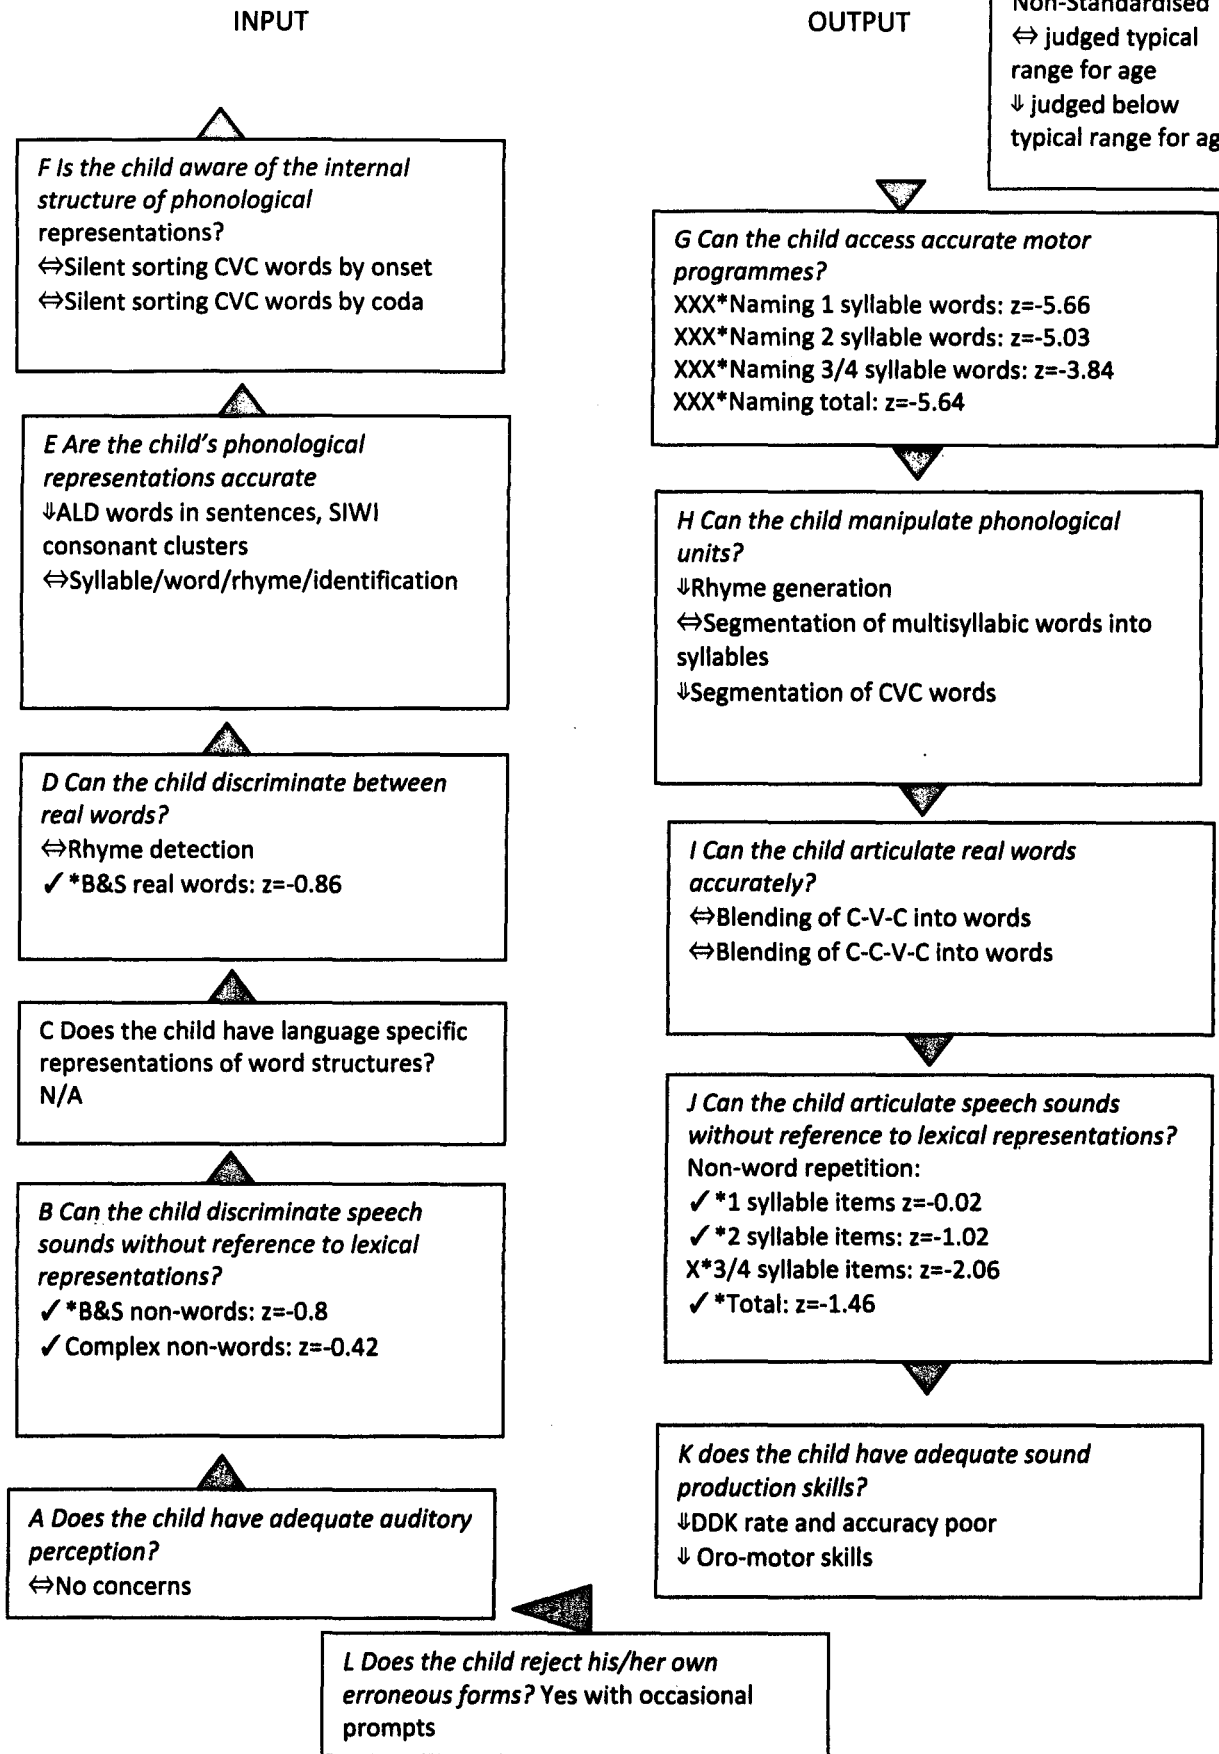 INPUT
OUTPUT
Non-Standardised
⇔ judged typical
range for age
⇓ judged below
typical range for ag
F Is the child aware of the internal
structure of phonological
representations?
⇔Silent sorting CVC words by onset
⇔Silent sorting CVC words by coda
E Are the child's phonological
representations accurate
⇓ALD words in sentences, SIWI
consonant clusters
⇔Syllable/word/rhyme/identification
D Can the child discriminate between
real words?
⇔Rhyme detection
✓*B&S real words: z=-0.86
C Does the child have language specific
representations of word structures?
N/A
B Can the child discriminate speech
sounds without reference to lexical
representations?
✓*B&S non-words: z=-0.8
✓Complex non-words: z=-0.42
A Does the child have adequate auditory
perception?
⇔No concerns
G Can the child access accurate motor
programmes?
XXX*Naming 1 syllable words: z=-5.66
XXX*Naming 2 syllable words: z=-5.03
XXX*Naming 3/4 syllable words: z=-3.84
XXX*Naming total: z=-5.64
H Can the child manipulate phonological
units?
⇓Rhyme generation
⇔Segmentation of multisyllabic words into
syllables
⇓Segmentation of CVC words
I Can the child articulate real words
accurately?
⇔Blending of C-V-C into words
⇔Blending of C-C-V-C into words
J Can the child articulate speech sounds
without reference to lexical representations?
Non-word repetition:
✓*1 syllable items z=-0.02
✓*2 syllable items: z=-1.02
X*3/4 syllable items: z=-2.06
✓*Total: z=-1.46
K does the child have adequate sound
production skills?
⇓DDK rate and accuracy poor
⇓ Oro-motor skills
L Does the child reject his/her own
erroneous forms? Yes with occasional
prompts